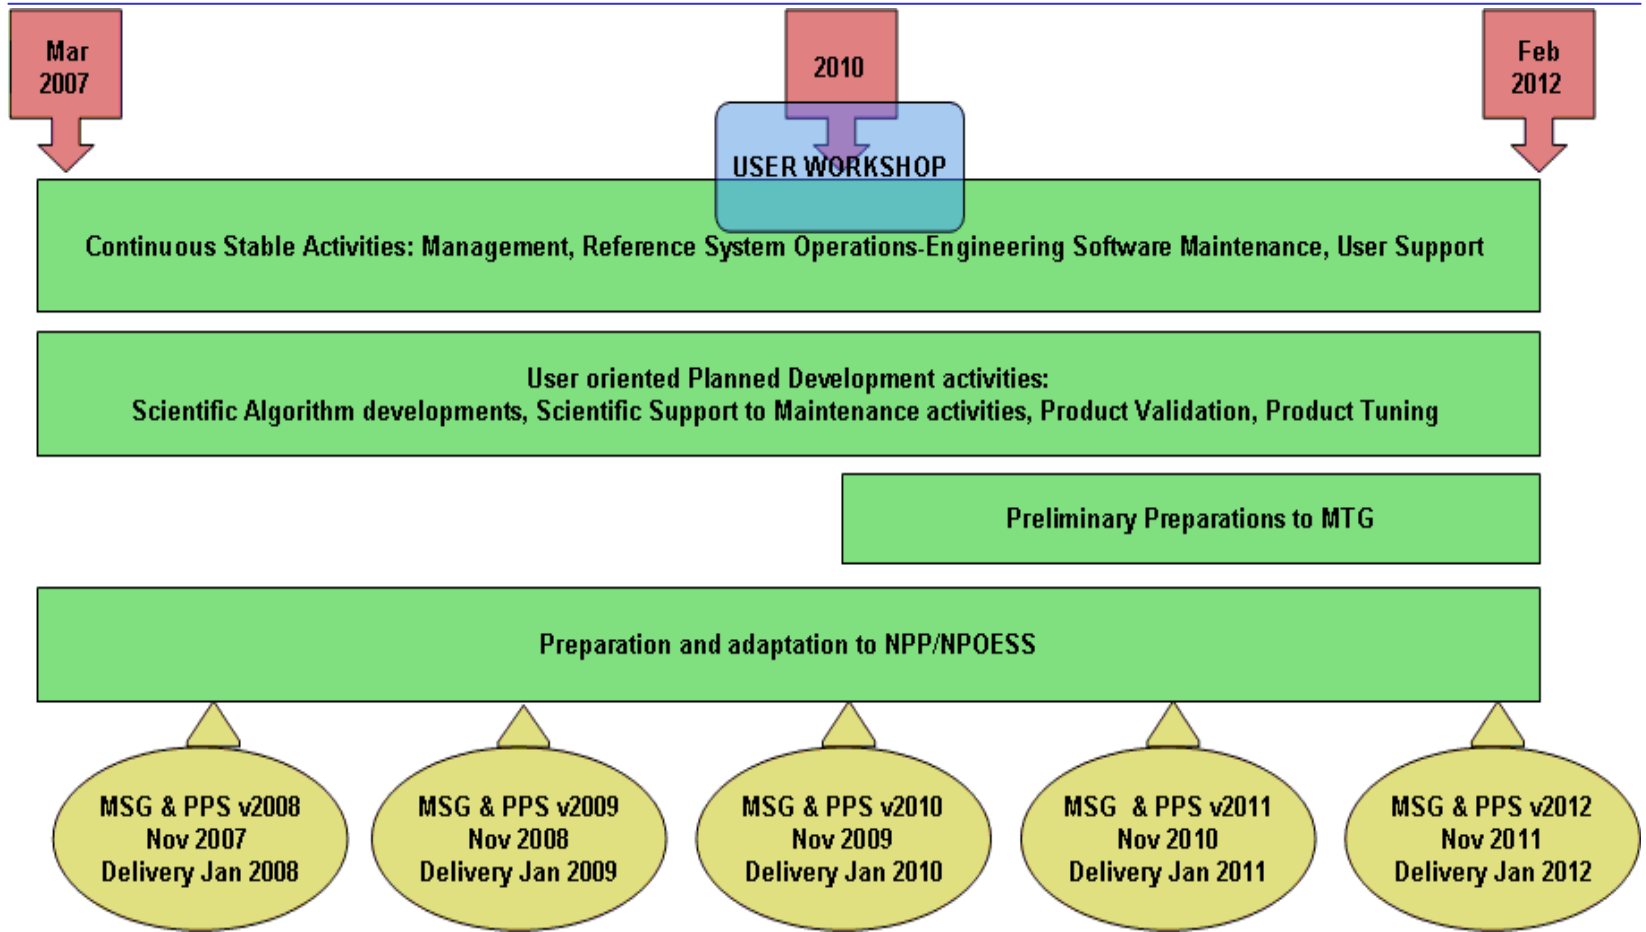 Mar
2007
2010
Feb
2012
USER WORKSHOP
Continuous Stable Activities: Management, Reference System Operations-Engineering Software Maintenance, User Support
User oriented Planned Development activities:
Scientific Algorithm developments, Scientific Support to Maintenance activities, Product Validation, Product Tuning
Preliminary Preparations to MTG
Preparation and adaptation to NPP/NPOESS
MSG & PPS v2008
Nov 2007
Delivery Jan 2008
MSG & PPS v2009
Nov 2008
Delivery Jan 2009
MSG & PPS v2010
Nov 2009
Delivery Jan 2010
MSG & PPS v2011
Nov 2010
Delivery Jan 2011
MSG & PPS v2012
Nov 2011
Delivery Jan 2012